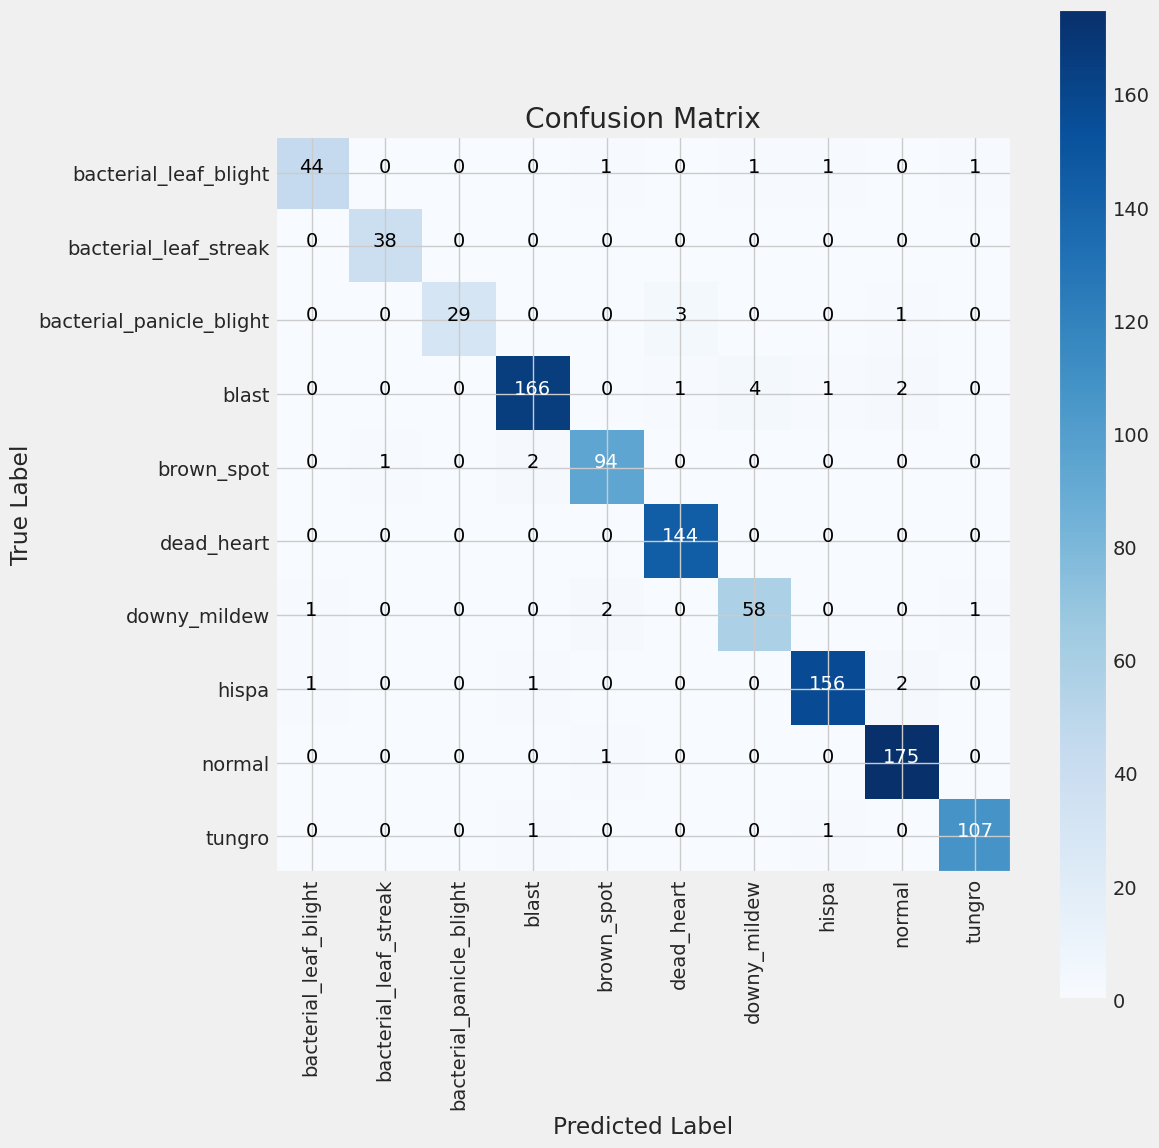 Confusion Matrix
bacterial_leaf_blight 44 0 0 0 1 0 1 1 0 1
bacterial_leaf_streak 0 38 0 0 0 0 0 0 0 0
bacterial_panicle_blight 0 0 29 0 0 3 0 0 1 0
blast 0 0 0 166 0 1 4 1 2 0
brown_spot 0 1 0 2 94 0 0 0 0 0
dead_heart 0 0 0 0 0 144 0 0 0 0
downy_mildew 1 0 0 0 2 0 58 0 0 1
hispa 1 0 0 1 0 0 0 156 2 0
normal 0 0 0 0 1 0 0 0 175 0
tungro 0 0 0 1 0 0 0 1 0 107
True Label
bacterial_leaf_blight
bacterial_leaf_streak
bacterial_panicle_blight
blast
brown_spot
dead_heart
downy_mildew
hispa
normal
tungro
Predicted Label
160
140
120
100
80
60
40
20
0